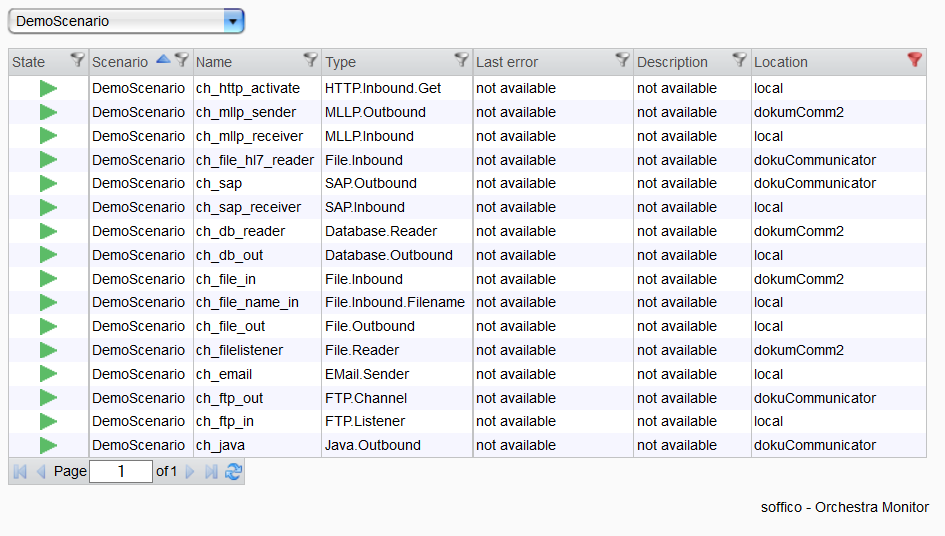 DemoScenario
State Scenario Name Type Last error Description Location
DemoScenario ch_http_activate HTTP.Inbound.Get not available not available local
DemoScenario ch_mllp_sender MLLP.Outbound not available not available dokumComm2
DemoScenario ch_mllp_receiver MLLP.Inbound not available not available local
DemoScenario ch_file_hl7_reader File.Inbound not available not available dokuCommunicator
DemoScenario ch_sap SAP.Outbound not available not available dokuCommunicator
DemoScenario ch_sap_receiver SAP.Inbound not available not available local
DemoScenario ch_db_reader Database.Reader not available not available dokumComm2
DemoScenario ch_db_out Database.Outbound not available not available local
DemoScenario ch_file_in File.Inbound not available not available dokumComm2
DemoScenario ch_file_name_in File.Inbound.Filename not available not available local
DemoScenario ch_file_out File.Outbound not available not available local
DemoScenario ch_filelistener File.Reader not available not available dokumComm2
DemoScenario ch_email EMail.Sender not available not available local
DemoScenario ch_ftp_out FTP.Channel not available not available dokuCommunicator
DemoScenario ch_ftp_in FTP.Listener not available not available local
DemoScenario ch_java Java.Outbound not available not available dokuCommunicator
Page 1 of 1
soffico - Orchestra Monitor